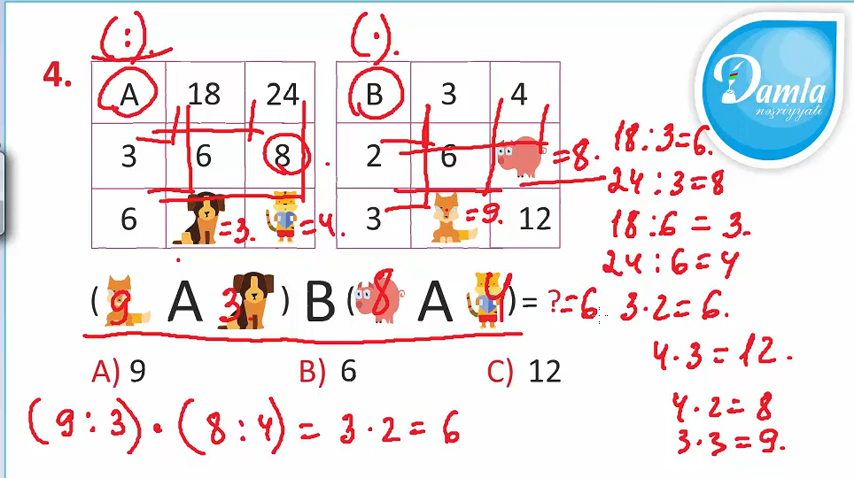 (:). (·).
4.
A 18 24
3 6 8
6 =3. =4.
B 3 4
2 6 =8.
3 =9. 12
Damla
nəşriyyatı
18:3=6.
24:3=8
18:6=3.
24:6=4
3·2=6.
4·3=12.
4·2=8
3·3=9.
(9 A 3) B (8 A 4)=?=6
A) 9 B) 6 C) 12
(9:3)·(8:4)=3·2=6